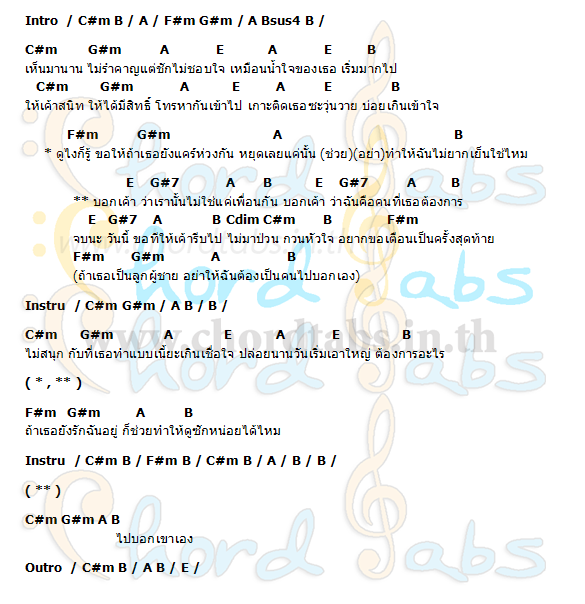 Intro / C#m B / A / F#m G#m / A Bsus4 B /
C#m G#m A E A E B
เห็นมานาน ไม่รำคาญแต่ชักไม่ชอบใจ เหมือนน้ำใจของเธอ เริ่มมากไป
C#m G#m A E A E B
ให้เค้าสนิท ให้ได้มีสิทธิ์ โทรหากันเข้าไป เกาะติดเธอซะวุ่นวาย บ่อยเกินเข้าใจ
F#m G#m A B
* ดูไงก็รู้ ขอให้ถ้าเธอยังแคร์ห่วงกัน หยุดเลยแค่นั้น (ช่วย)(อย่า)ทำให้ฉันไม่ยากเย็นใช่ไหม
E G#7 A B E G#7 A B
** บอกเค้า ว่าเรานั้นไม่ใช่แค่เพื่อนกัน บอกเค้า ว่าฉันคือคนที่เธอต้องการ
E G#7 A B Cdim C#m B F#m
จบนะ วันนี้ ขอทีให้เค้ารีบไป ไม่มาป่วน กวนหัวใจ อยากขอเตือนเป็นครั้งสุดท้าย
F#m G#m A B
(ถ้าเธอเป็นลูกผู้ชาย อย่าให้ฉันต้องเป็นคนไปบอกเอง)
Instru / C#m G#m / A B / B /
C#m G#m A E A E B
ไม่สนุก กับที่เธอทำแบบเนี้ยะเกินเชื่อใจ ปล่อยนานวันเริ่มเอาใหญ่ ต้องการอะไร
( * , ** )
F#m G#m A B
ถ้าเธอยังรักฉันอยู่ ก็ช่วยทำให้ดูซักหน่อยได้ไหม
Instru / C#m B / F#m B / C#m B / A / B / B /
( ** )
C#m G#m A B
ไปบอกเขาเอง
Outro / C#m B / A B / E /
www.chordtabs.in.th